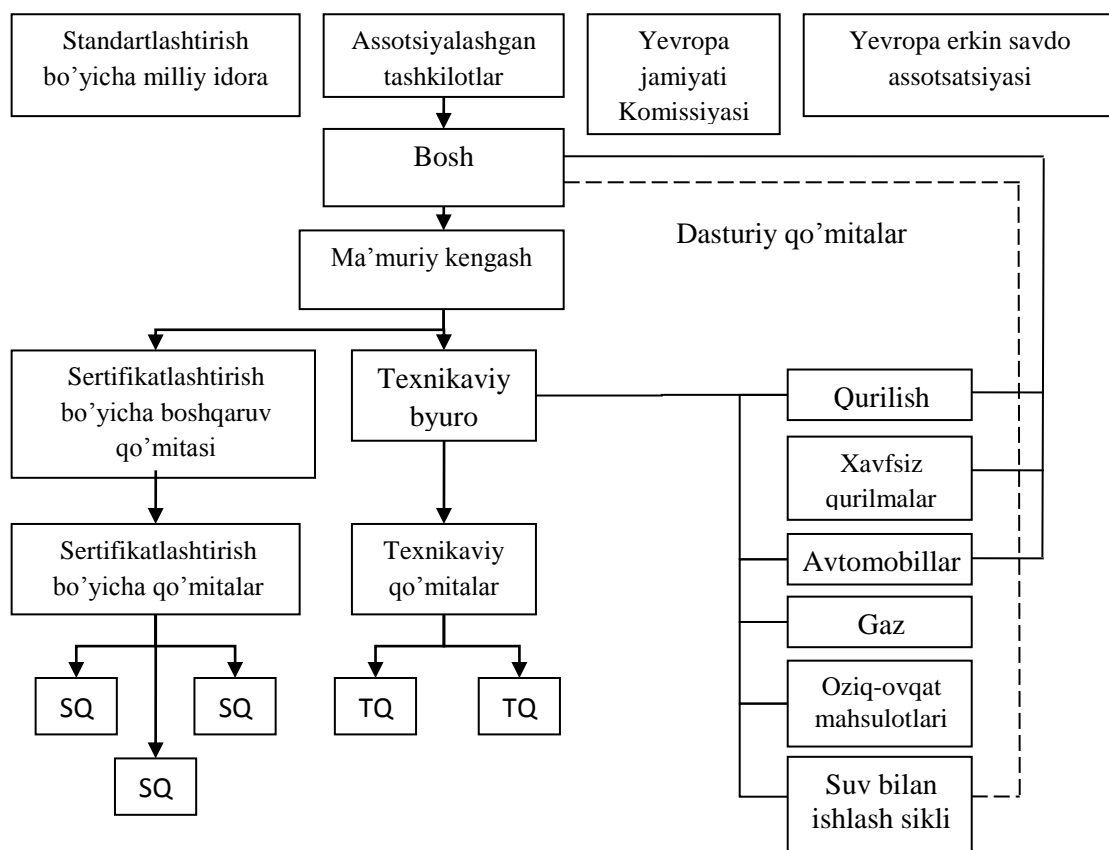 Standartlashtirish
bo’yicha milliy idora
Assotsiyalashgan
tashkilotlar
Yevropa
jamiyati
Komissiyasi
Yevropa erkin savdo
assotsatsiyasi
Bosh
Dasturiy qo’mitalar
Ma’muriy kengash
Sertifikatlashtirish
bo’yicha boshqaruv
qo’mitasi
Texnikaviy
byuro
Qurilish
Xavfsiz
qurilmalar
Sertifikatlashtirish
bo’yicha qo’mitalar
Texnikaviy
qo’mitalar
Avtomobillar
Gaz
SQ
SQ
TQ
TQ
Oziq-ovqat
mahsulotlari
SQ
Suv bilan
ishlash sikli